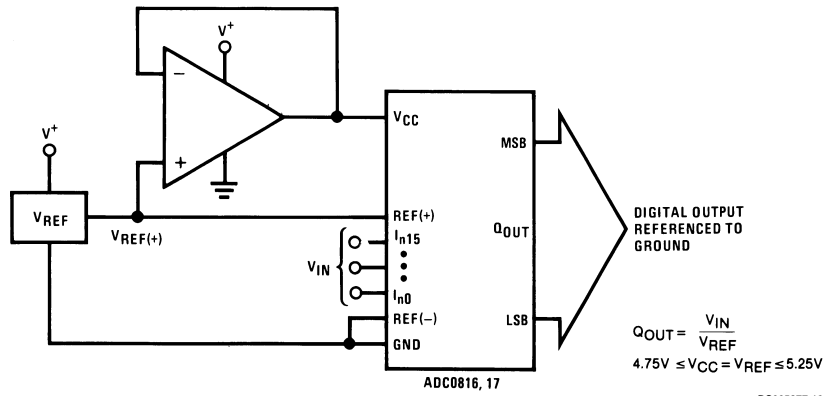 V+
V+
−
+
VREF
VREF(+)
VCC
REF(+)
In15
VIN
In0
REF(−)
GND
MSB
QOUT
LSB
ADC0816, 17
DIGITAL OUTPUT
REFERENCED TO
GROUND
QOUT = VIN / VREF
4.75V ≤ VCC = VREF ≤ 5.25V